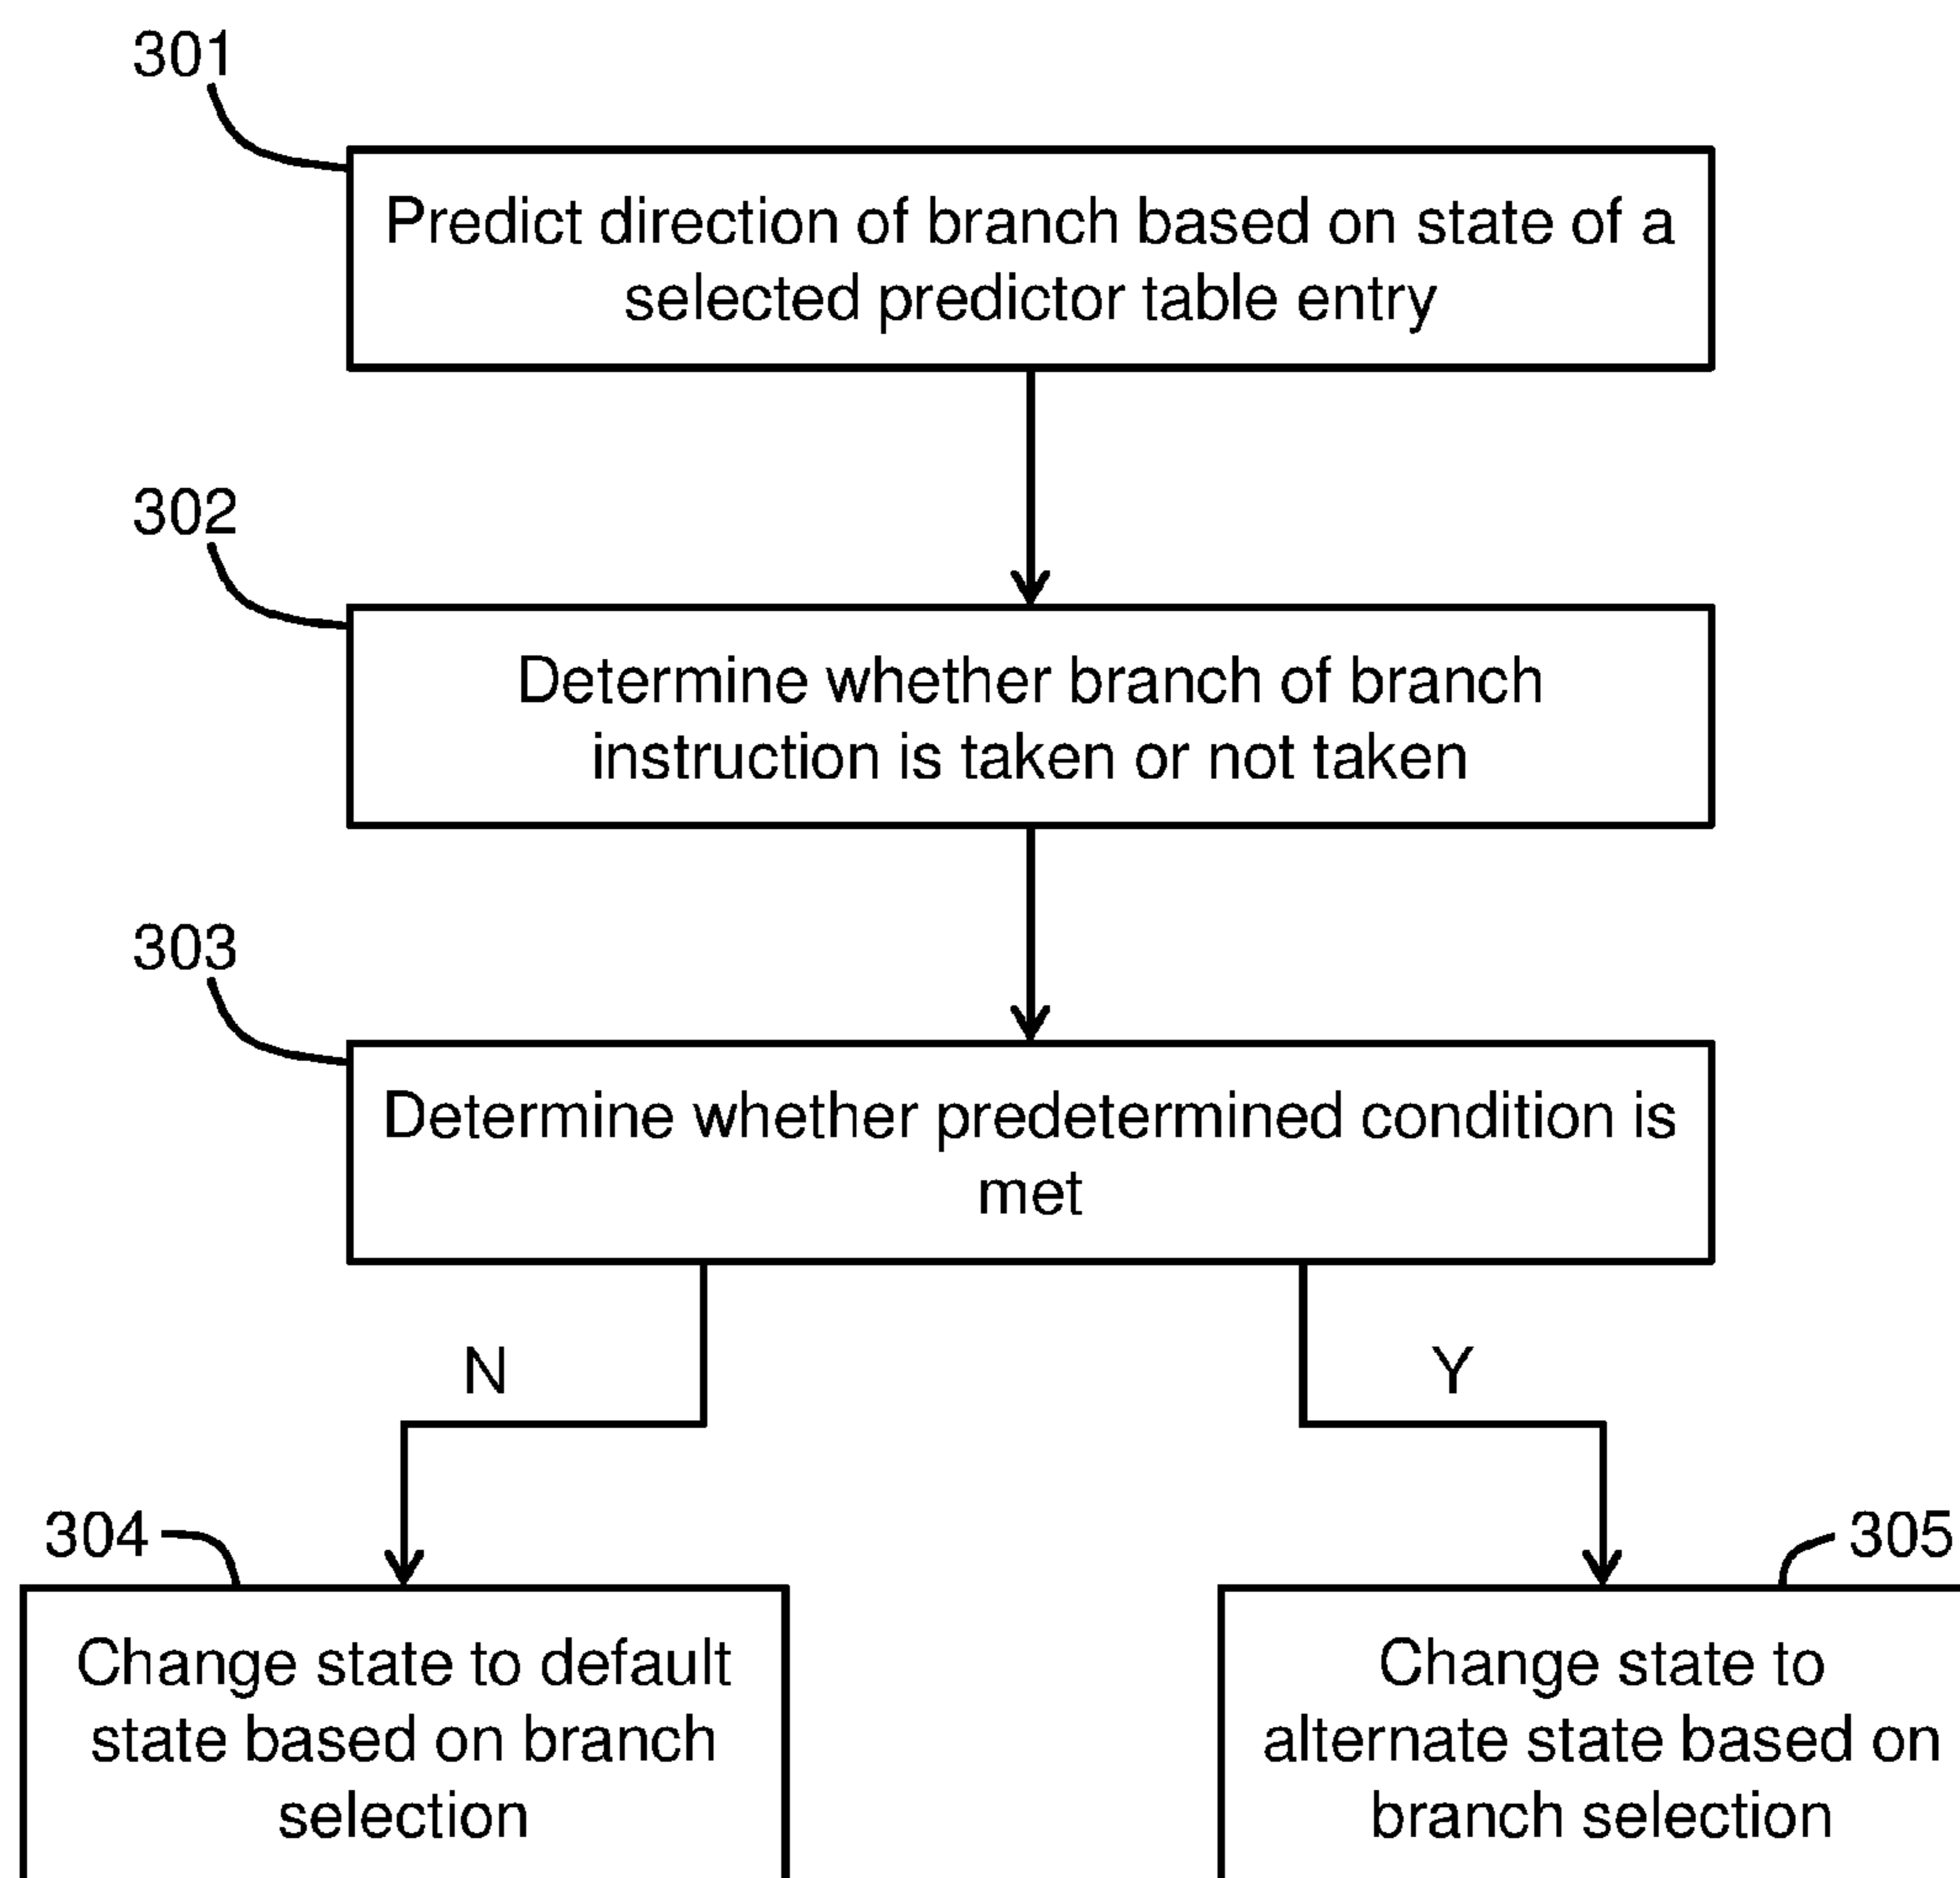 301
Predict direction of branch based on state of a
selected predictor table entry
302
Determine whether branch of branch
instruction is taken or not taken
303
Determine whether predetermined condition is
met
N
Y
304
305
Change state to default
state based on branch
selection
Change state to
alternate state based on
branch selection